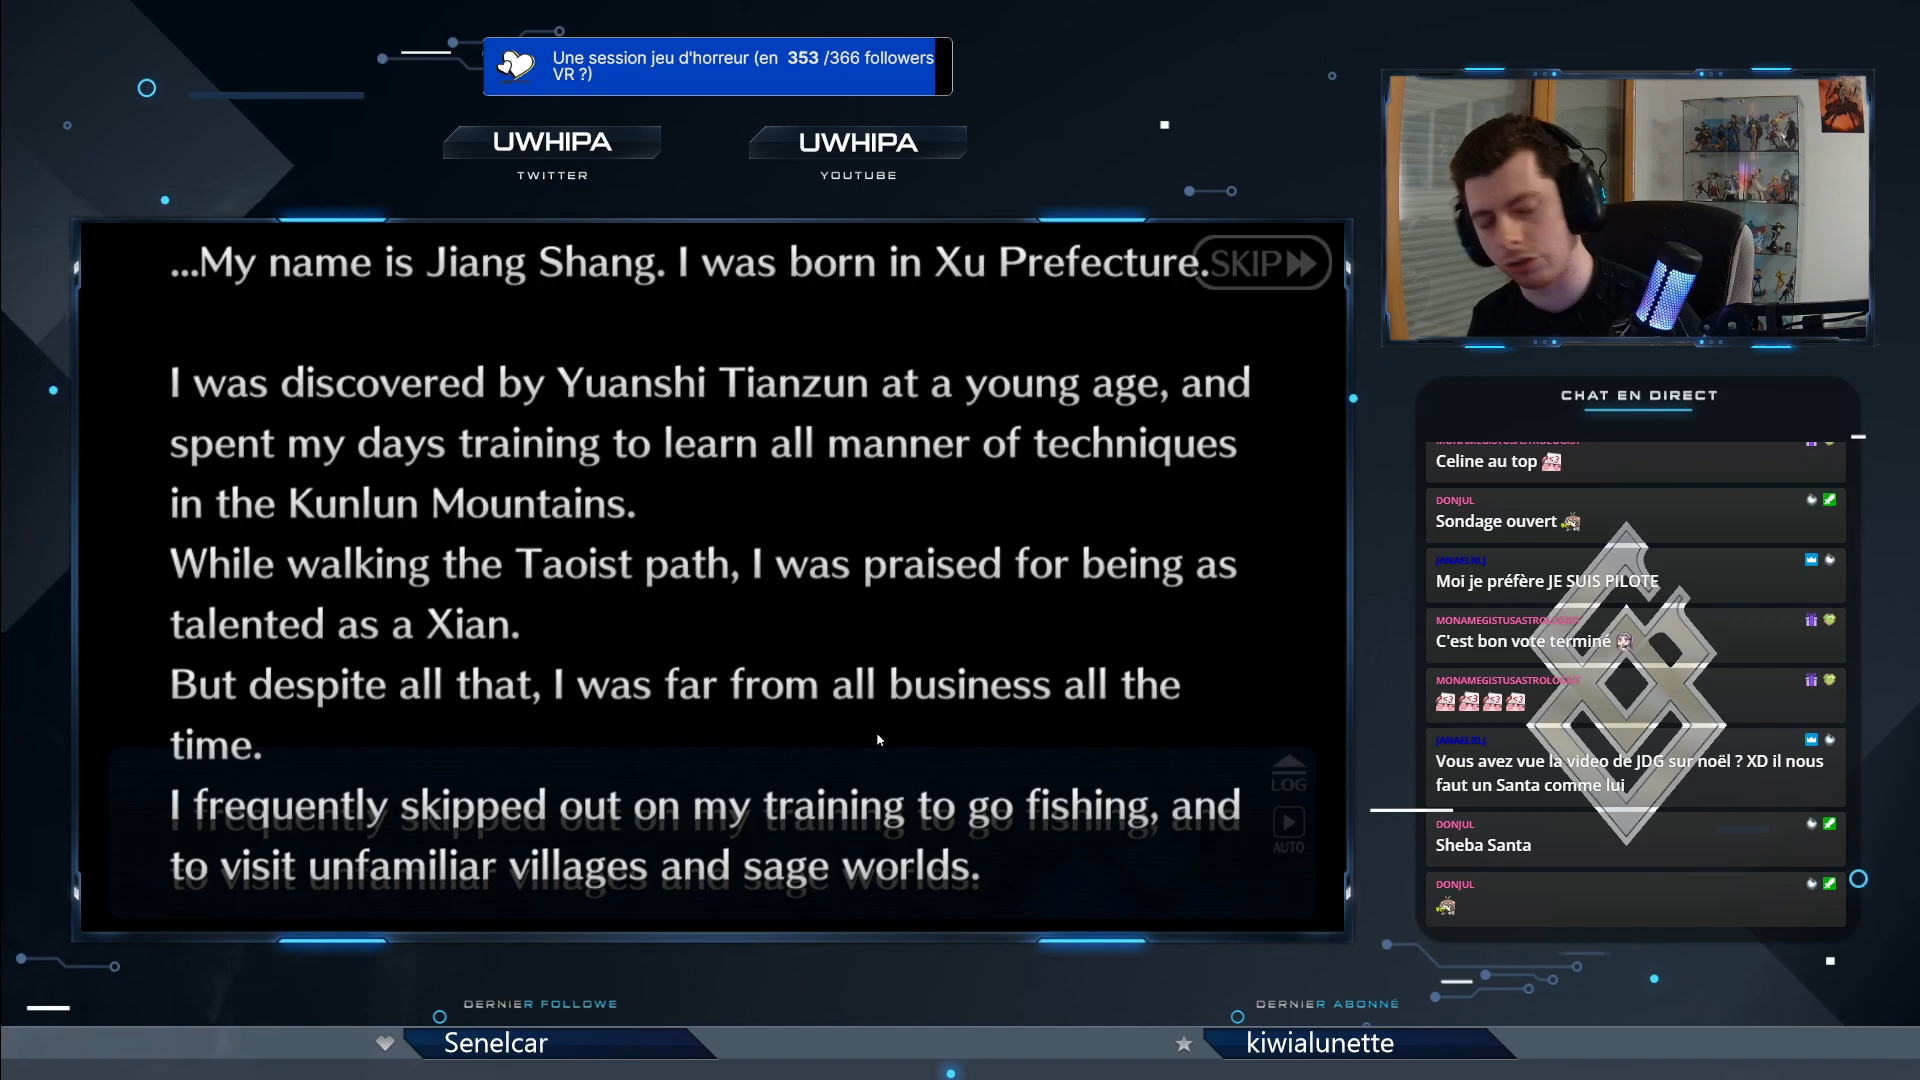 Une session jeu d'horreur (en 353 /366 followers
VR ?)
UWHIPA
TWITTER
UWHIPA
YOUTUBE
...My name is Jiang Shang. I was born in Xu Prefecture.
SKIP
I was discovered by Yuanshi Tianzun at a young age, and
spent my days training to learn all manner of techniques
in the Kunlun Mountains.
While walking the Taoist path, I was praised for being as
talented as a Xian.
But despite all that, I was far from all business all the
time.
I frequently skipped out on my training to go fishing, and
to visit unfamiliar villages and sage worlds.
LOG
AUTO
CHAT EN DIRECT
MONAMEGISTUSASTROLOGIST
Celine au top
DONJUL
Sondage ouvert
Moi je préfère JE SUIS PILOTE
C'est bon vote terminé
Vous avez vue la video de JDG sur noël ? XD il nous
faut un Santa comme lui
DONJUL
Sheba Santa
DONJUL
DERNIER FOLLOWE
Senelcar
DERNIER ABONNÉ
kiwialunette